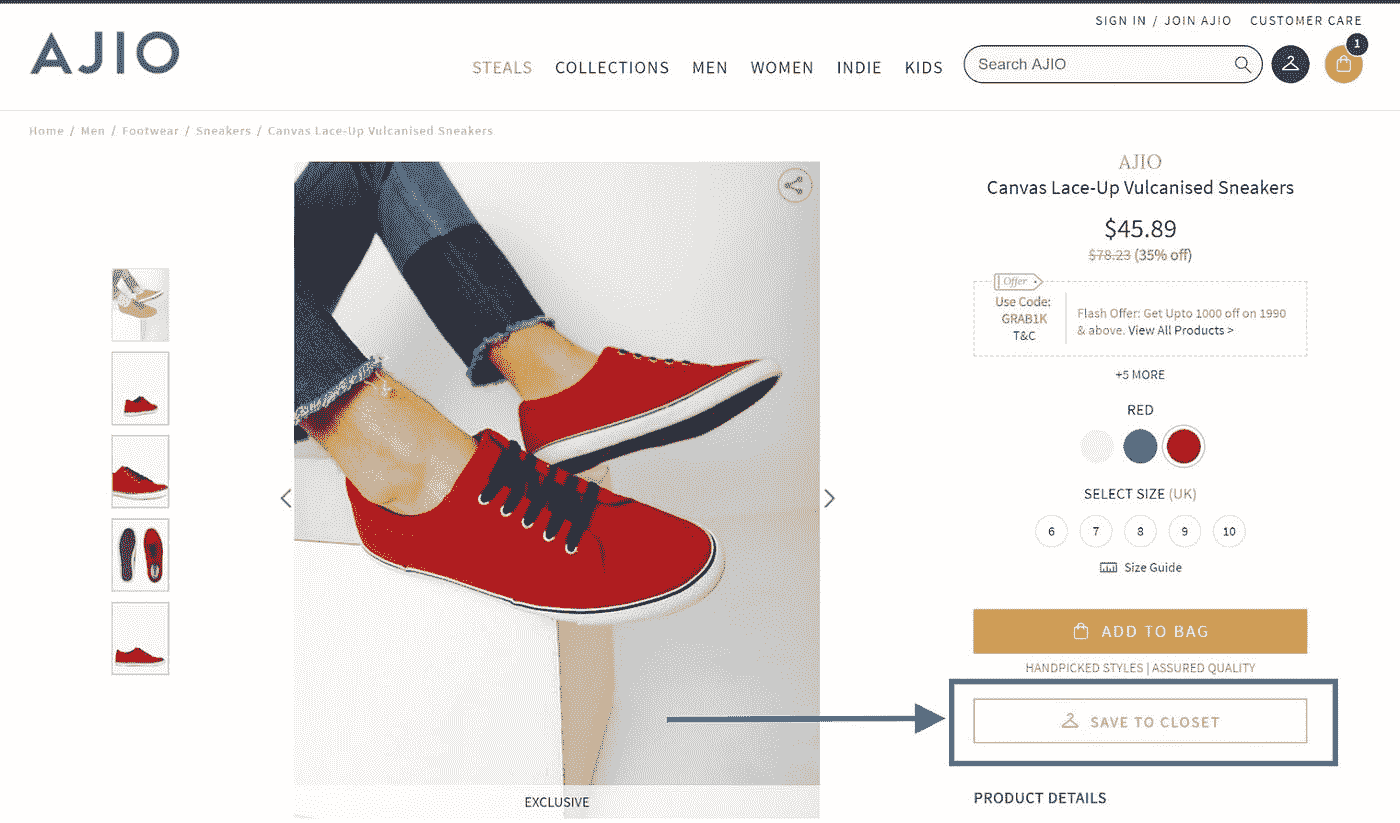 SIGN IN / JOIN AJIO CUSTOMER CARE
AJIO
STEALS COLLECTIONS MEN WOMEN INDIE KIDS
Search AJIO
1
Home / Men / Footwear / Sneakers / Canvas Lace-Up Vulcanised Sneakers
EXCLUSIVE
AJIO
Canvas Lace-Up Vulcanised Sneakers
$45.89
$78.23 (35% off)
Offer
Use Code:
GRAB1K
T&C
Flash Offer: Get Upto 1000 off on 1990
& above. View All Products >
+5 MORE
RED
SELECT SIZE (UK)
6 7 8 9 10
Size Guide
ADD TO BAG
HANDPICKED STYLES | ASSURED QUALITY
SAVE TO CLOSET
PRODUCT DETAILS